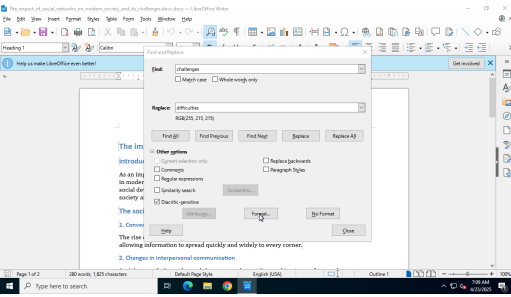 The_impact_of_social_networks_on_modern_society_and_its_challenges.docx.docx — LibreOffice Writer
File Edit View Insert Format Styles Table Form Tools Window Help
Heading 1
Calibri
Help us make LibreOffice even better!
Get involved
Find and Replace
Find:
challenges
Match case
Whole words only
Replace:
difficulties
RGB(255, 215, 215)
Find All
Find Previous
Find Next
Replace
Replace All
Other options
Current selection only
Replace backwards
Comments
Paragraph Styles
Regular expressions
Similarity search
Similarities...
Diacritic-sensitive
Attributes...
Format...
No Format
Help
Close
The im
introduc
As an im
in moder
social de
society a
The soci
1. Conver
The rise
allowing information to spread quickly and widely to every corner.
2. Changes in interpersonal communication
Page 1 of 2
280 words, 1,825 characters
Default Page Style
English (USA)
Outline 1
Type here to search
7:09 AM
4/23/2025